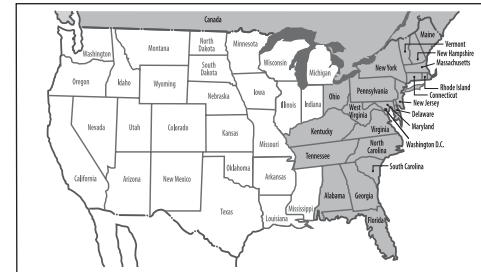 Canada
Washington
Montana
North
Dakota
Minnesota
Maine
Vermont
New Hampshire
Massachusetts
Oregon
Idaho
Wyoming
South
Dakota
Wisconsin
Michigan
New York
Rhode Island
Connecticut
Nevada
Utah
Colorado
Nebraska
Iowa
Illinois
Indiana
Ohio
Pennsylvania
New Jersey
Delaware
Maryland
Washington D.C.
West
Virginia
Virginia
California
Arizona
New Mexico
Kansas
Missouri
Kentucky
Tennessee
North
Carolina
South Carolina
Oklahoma
Arkansas
Texas
Louisiana
Mississippi
Alabama
Georgia
Florida